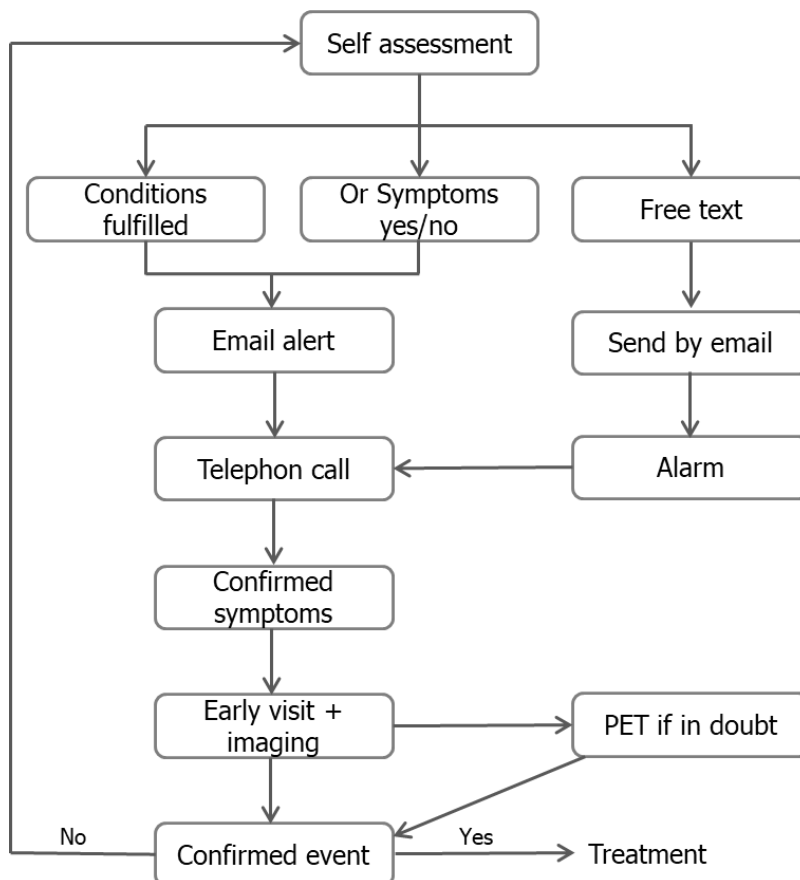 Self assessment
Conditions
fulfilled
Or Symptoms
yes/no
Free text
Email alert
Send by email
Telephon call
Alarm
Confirmed
symptoms
Early visit +
imaging
PET if in doubt
No
Confirmed event
Yes
Treatment